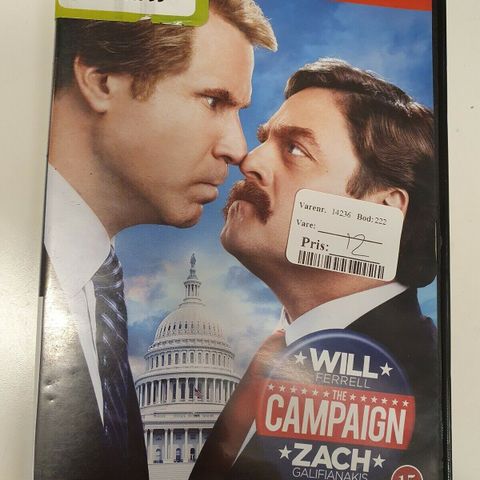 Varenr. 14236 Bod: 222
Vare:
Pris: 12
WILL
FERRELL
THE
CAMPAIGN
ZACH
GALIFIANAKIS
15